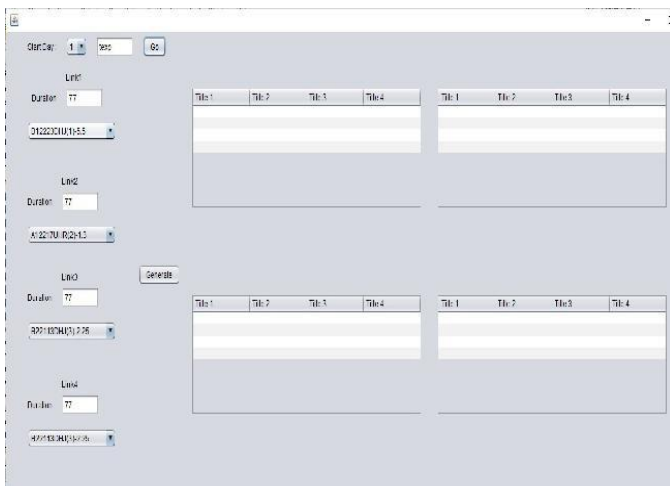 Start Day 1 Go
Link1
Duration 77
Title 1 Title 2 Title 3 Title 4 Title 1 Title 2 Title 3 Title 4
Link2
Duration 77
Link3
Generate
Duration 77
Title 1 Title 2 Title 3 Title 4 Title 1 Title 2 Title 3 Title 4
Link4
Duration 77